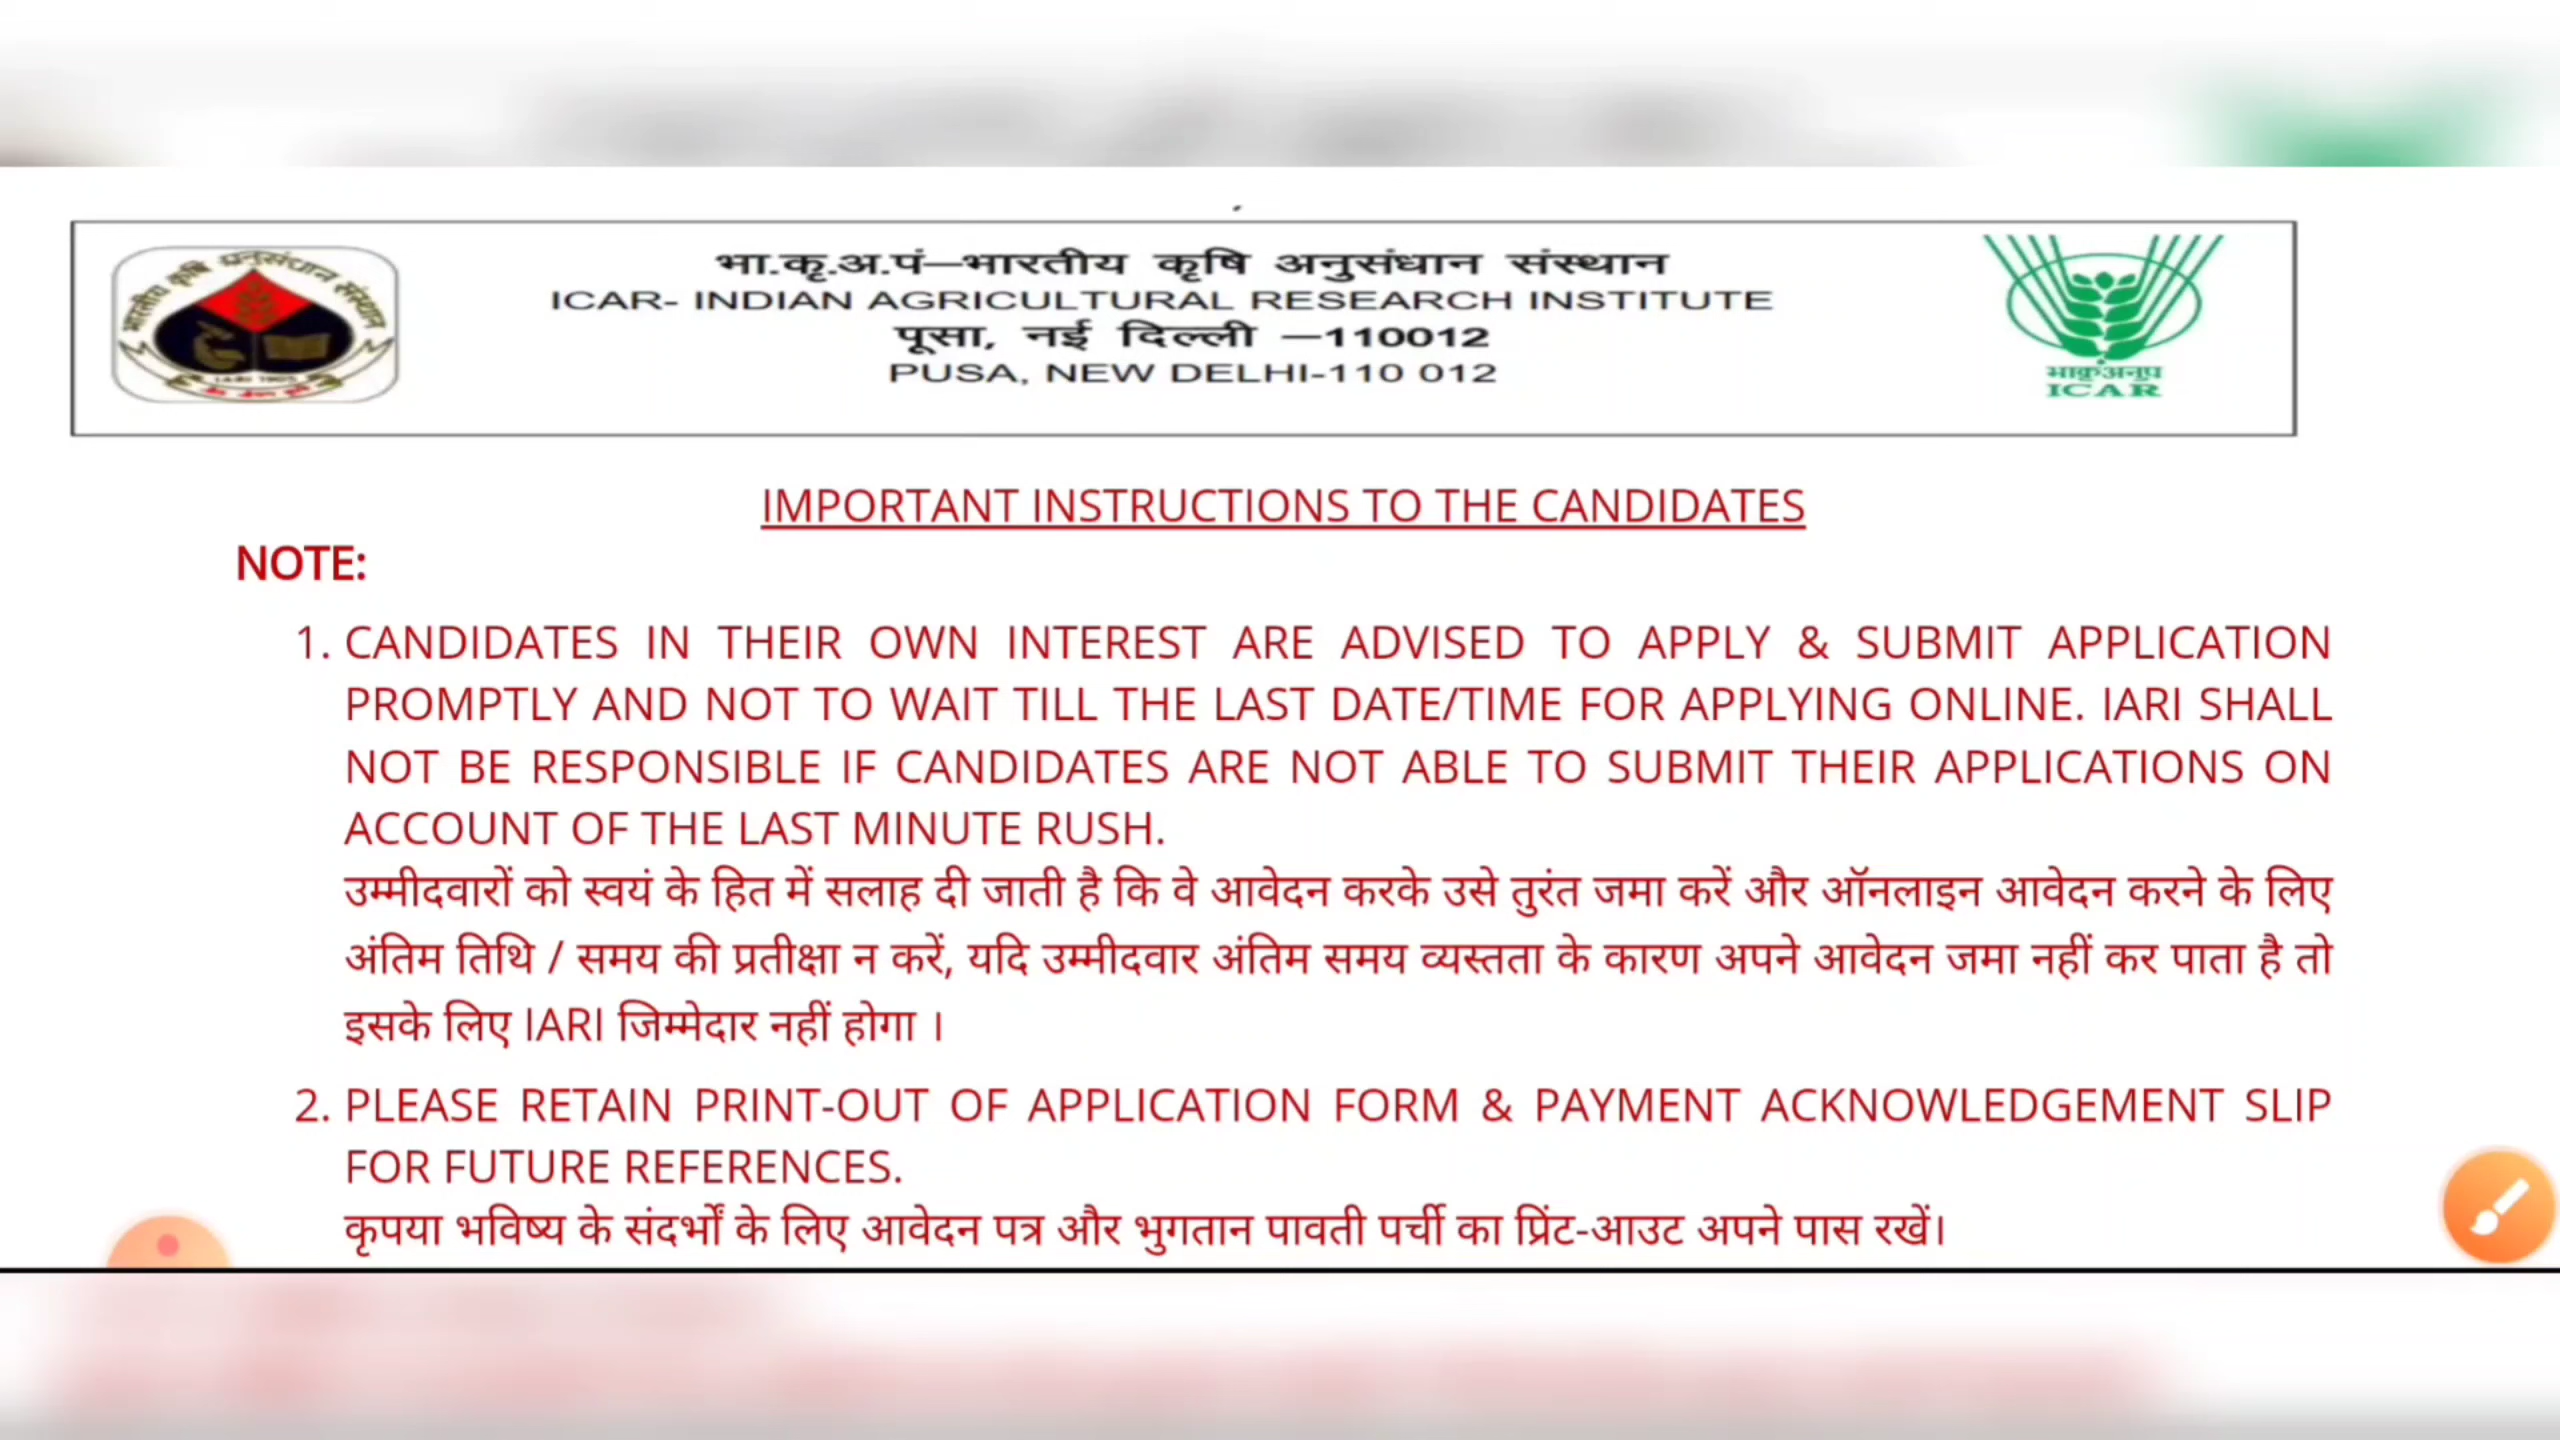 भा.कृ.अ.पं–भारतीय कृषि अनुसंधान संस्थान
ICAR- INDIAN AGRICULTURAL RESEARCH INSTITUTE
पूसा, नई दिल्ली –110012
PUSA, NEW DELHI-110 012
भारतीय कृषि अनुसंधान संस्थान
IARI 1905
भाकृअनुप
ICAR
IMPORTANT INSTRUCTIONS TO THE CANDIDATES
NOTE:
1. CANDIDATES IN THEIR OWN INTEREST ARE ADVISED TO APPLY & SUBMIT APPLICATION
PROMPTLY AND NOT TO WAIT TILL THE LAST DATE/TIME FOR APPLYING ONLINE. IARI SHALL
NOT BE RESPONSIBLE IF CANDIDATES ARE NOT ABLE TO SUBMIT THEIR APPLICATIONS ON
ACCOUNT OF THE LAST MINUTE RUSH.
उम्मीदवारों को स्वयं के हित में सलाह दी जाती है कि वे आवेदन करके उसे तुरंत जमा करें और ऑनलाइन आवेदन करने के लिए
अंतिम तिथि / समय की प्रतीक्षा न करें, यदि उम्मीदवार अंतिम समय व्यस्तता के कारण अपने आवेदन जमा नहीं कर पाता है तो
इसके लिए IARI जिम्मेदार नहीं होगा ।
2. PLEASE RETAIN PRINT-OUT OF APPLICATION FORM & PAYMENT ACKNOWLEDGEMENT SLIP
FOR FUTURE REFERENCES.
कृपया भविष्य के संदर्भों के लिए आवेदन पत्र और भुगतान पावती पर्ची का प्रिंट-आउट अपने पास रखें।